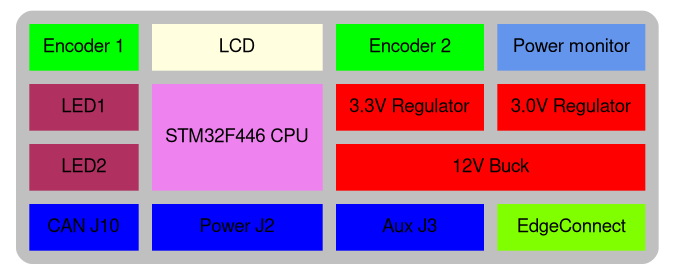 Encoder 1
LCD
Encoder 2
Power monitor
LED1
STM32F446 CPU
3.3V Regulator
3.0V Regulator
LED2
12V Buck
CAN J10
Power J2
Aux J3
EdgeConnect